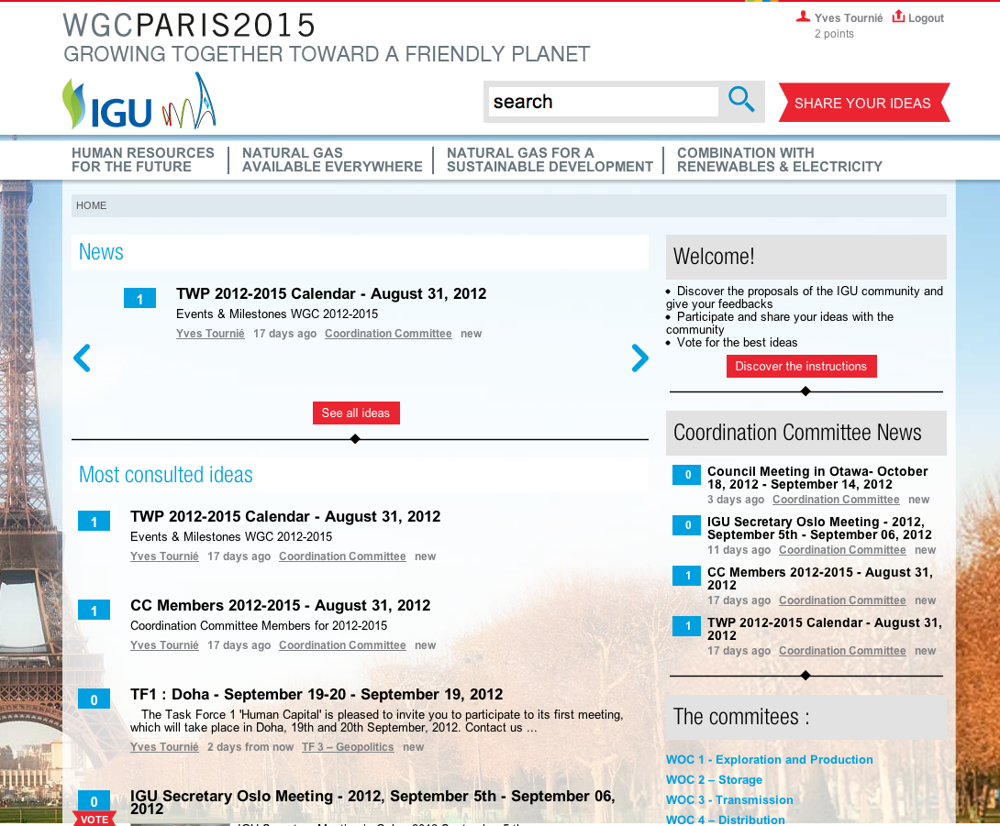 WGCPARIS2015
GROWING TOGETHER TOWARD A FRIENDLY PLANET
Yves Tournié
Logout
2 points
IGU
search
SHARE YOUR IDEAS
HUMAN RESOURCES
FOR THE FUTURE
NATURAL GAS
AVAILABLE EVERYWHERE
NATURAL GAS FOR A
SUSTAINABLE DEVELOPMENT
COMBINATION WITH
RENEWABLES & ELECTRICITY
HOME
News
1
TWP 2012-2015 Calendar - August 31, 2012
Events & Milestones WGC 2012-2015
Yves Tournié 17 days ago Coordination Committee new
See all ideas
Most consulted ideas
1
TWP 2012-2015 Calendar - August 31, 2012
Events & Milestones WGC 2012-2015
Yves Tournié 17 days ago Coordination Committee new
1
CC Members 2012-2015 - August 31, 2012
Coordination Committee Members for 2012-2015
Yves Tournié 17 days ago Coordination Committee new
0
TF1 : Doha - September 19-20 - September 19, 2012
The Task Force 1 'Human Capital' is pleased to invite you to participate to its first meeting,
which will take place in Doha, 19th and 20th September, 2012. Contact us ...
Yves Tournié 2 days from now TF 3 – Geopolitics new
0
VOTE
IGU Secretary Oslo Meeting - 2012, September 5th - September 06,
2012
Welcome!
• Discover the proposals of the IGU community and
give your feedbacks
• Participate and share your ideas with the
community
• Vote for the best ideas
Discover the instructions
Coordination Committee News
0
Council Meeting in Otawa- October
18, 2012 - September 14, 2012
3 days ago Coordination Committee new
0
IGU Secretary Oslo Meeting - 2012,
September 5th - September 06, 2012
11 days ago Coordination Committee new
1
CC Members 2012-2015 - August 31,
2012
17 days ago Coordination Committee new
1
TWP 2012-2015 Calendar - August 31,
2012
17 days ago Coordination Committee new
The commitees :
WOC 1 - Exploration and Production
WOC 2 – Storage
WOC 3 - Transmission
WOC 4 – Distribution